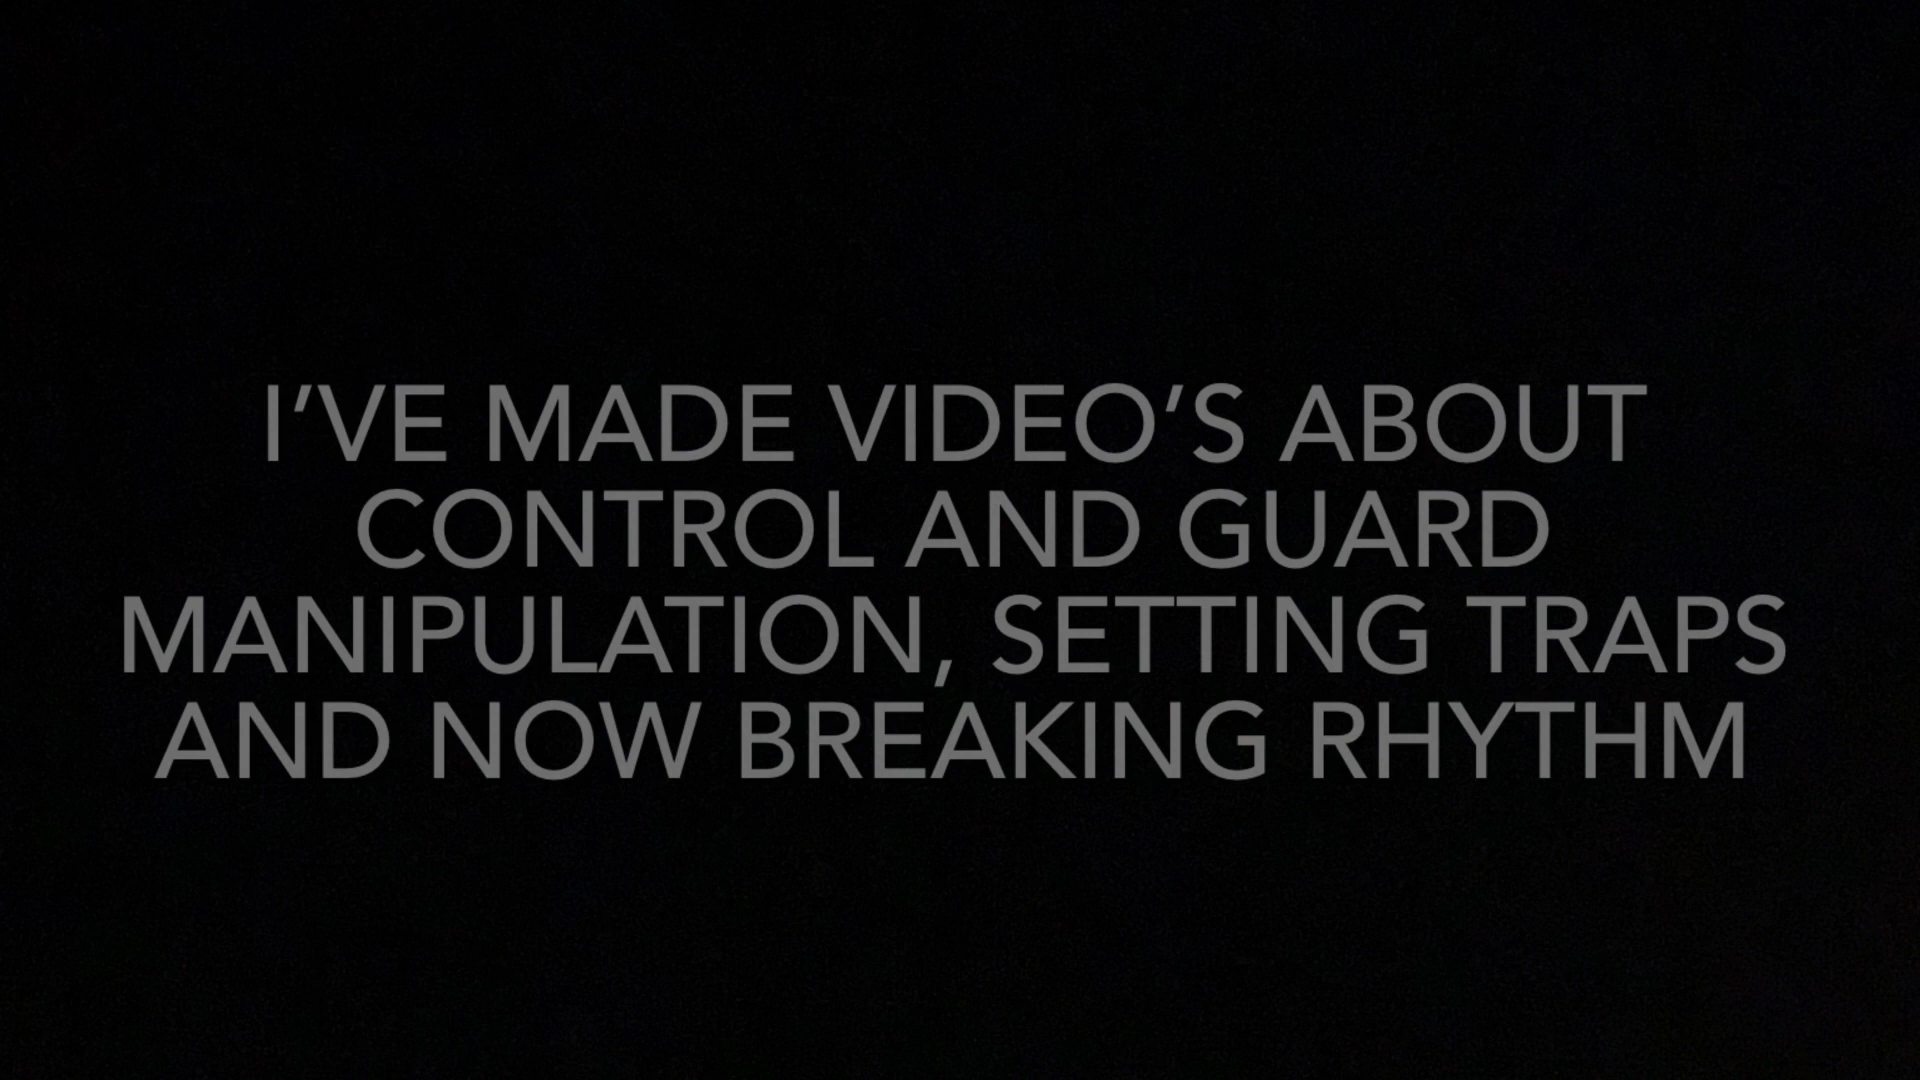 I’VE MADE VIDEO’S ABOUT
CONTROL AND GUARD
MANIPULATION, SETTING TRAPS
AND NOW BREAKING RHYTHM